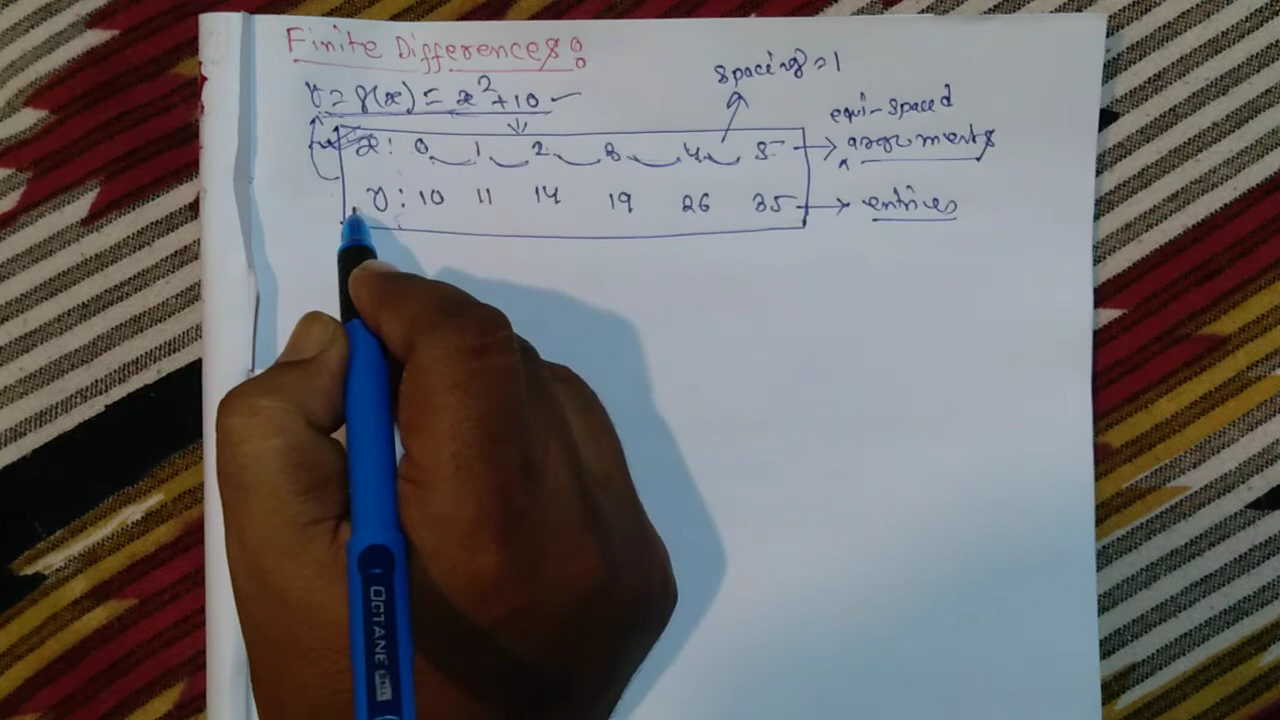 Finite Differences:
y = f(x) = x²+10
spacing = 1
x: 0 1 2 3 4 5 → equi-spaced arguments
y: 10 11 14 19 26 35 → entries
OCTANE